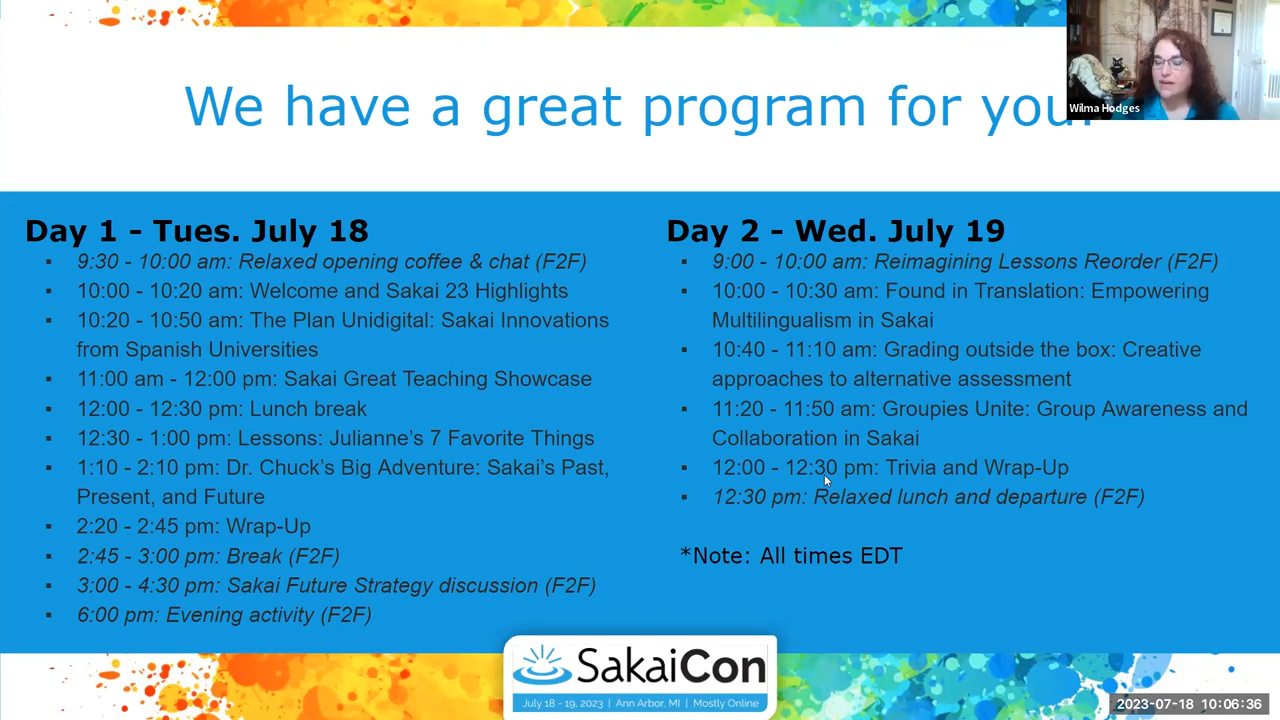 We have a great program for you!
Wilma Hodges
Day 1 - Tues. July 18
▪ 9:30 - 10:00 am: Relaxed opening coffee & chat (F2F)
▪ 10:00 - 10:20 am: Welcome and Sakai 23 Highlights
▪ 10:20 - 10:50 am: The Plan Unidigital: Sakai Innovations
from Spanish Universities
▪ 11:00 am - 12:00 pm: Sakai Great Teaching Showcase
▪ 12:00 - 12:30 pm: Lunch break
▪ 12:30 - 1:00 pm: Lessons: Julianne’s 7 Favorite Things
▪ 1:10 - 2:10 pm: Dr. Chuck’s Big Adventure: Sakai’s Past,
Present, and Future
▪ 2:20 - 2:45 pm: Wrap-Up
▪ 2:45 - 3:00 pm: Break (F2F)
▪ 3:00 - 4:30 pm: Sakai Future Strategy discussion (F2F)
▪ 6:00 pm: Evening activity (F2F)
Day 2 - Wed. July 19
▪ 9:00 - 10:00 am: Reimagining Lessons Reorder (F2F)
▪ 10:00 - 10:30 am: Found in Translation: Empowering
Multilingualism in Sakai
▪ 10:40 - 11:10 am: Grading outside the box: Creative
approaches to alternative assessment
▪ 11:20 - 11:50 am: Groupies Unite: Group Awareness and
Collaboration in Sakai
▪ 12:00 - 12:30 pm: Trivia and Wrap-Up
▪ 12:30 pm: Relaxed lunch and departure (F2F)
*Note: All times EDT
SakaiCon
July 18 - 19, 2023 | Ann Arbor, MI | Mostly Online
2023-07-18 10:06:36